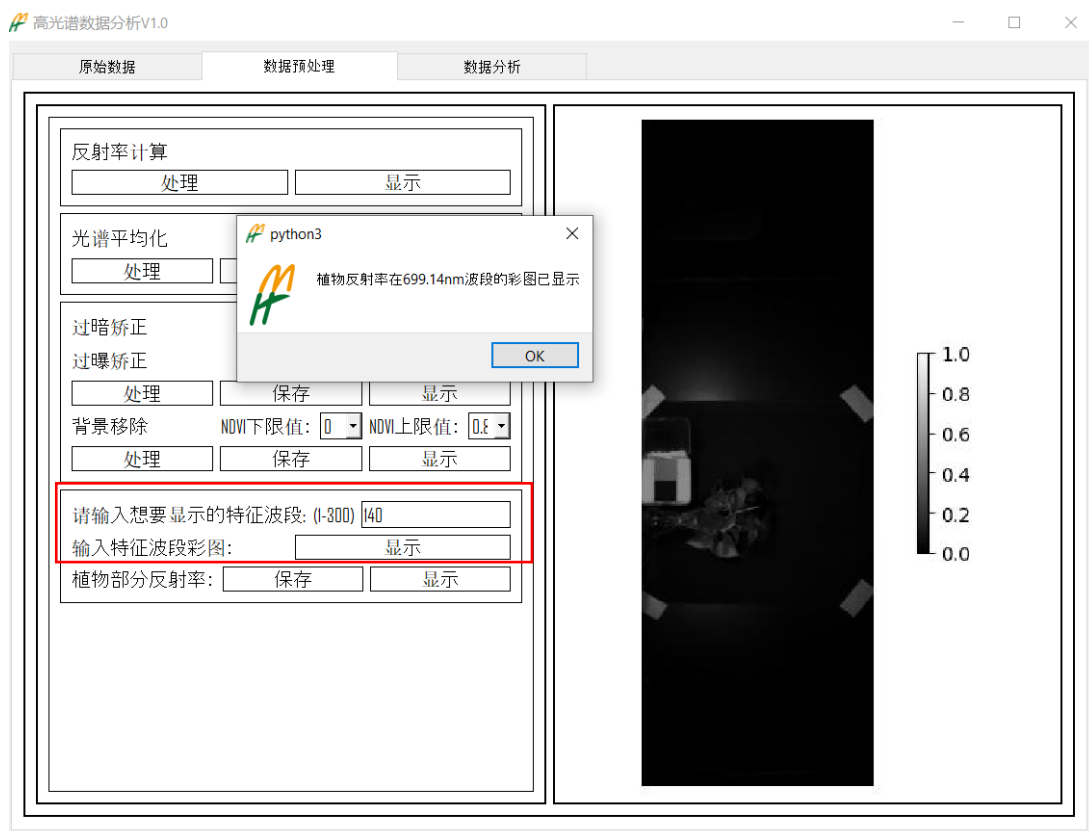 高光谱数据分析V1.0
原始数据 数据预处理 数据分析
反射率计算
处理 显示
光谱平均化
处理
python3
植物反射率在699.14nm波段的彩图已显示
OK
过暗矫正
过曝矫正
处理 保存 显示
背景移除 NDVI下限值: 0 NDVI上限值: 0.8
处理 保存 显示
请输入想要显示的特征波段: (1-300) 140
输入特征波段彩图: 显示
植物部分反射率: 保存 显示
1.0
0.8
0.6
0.4
0.2
0.0